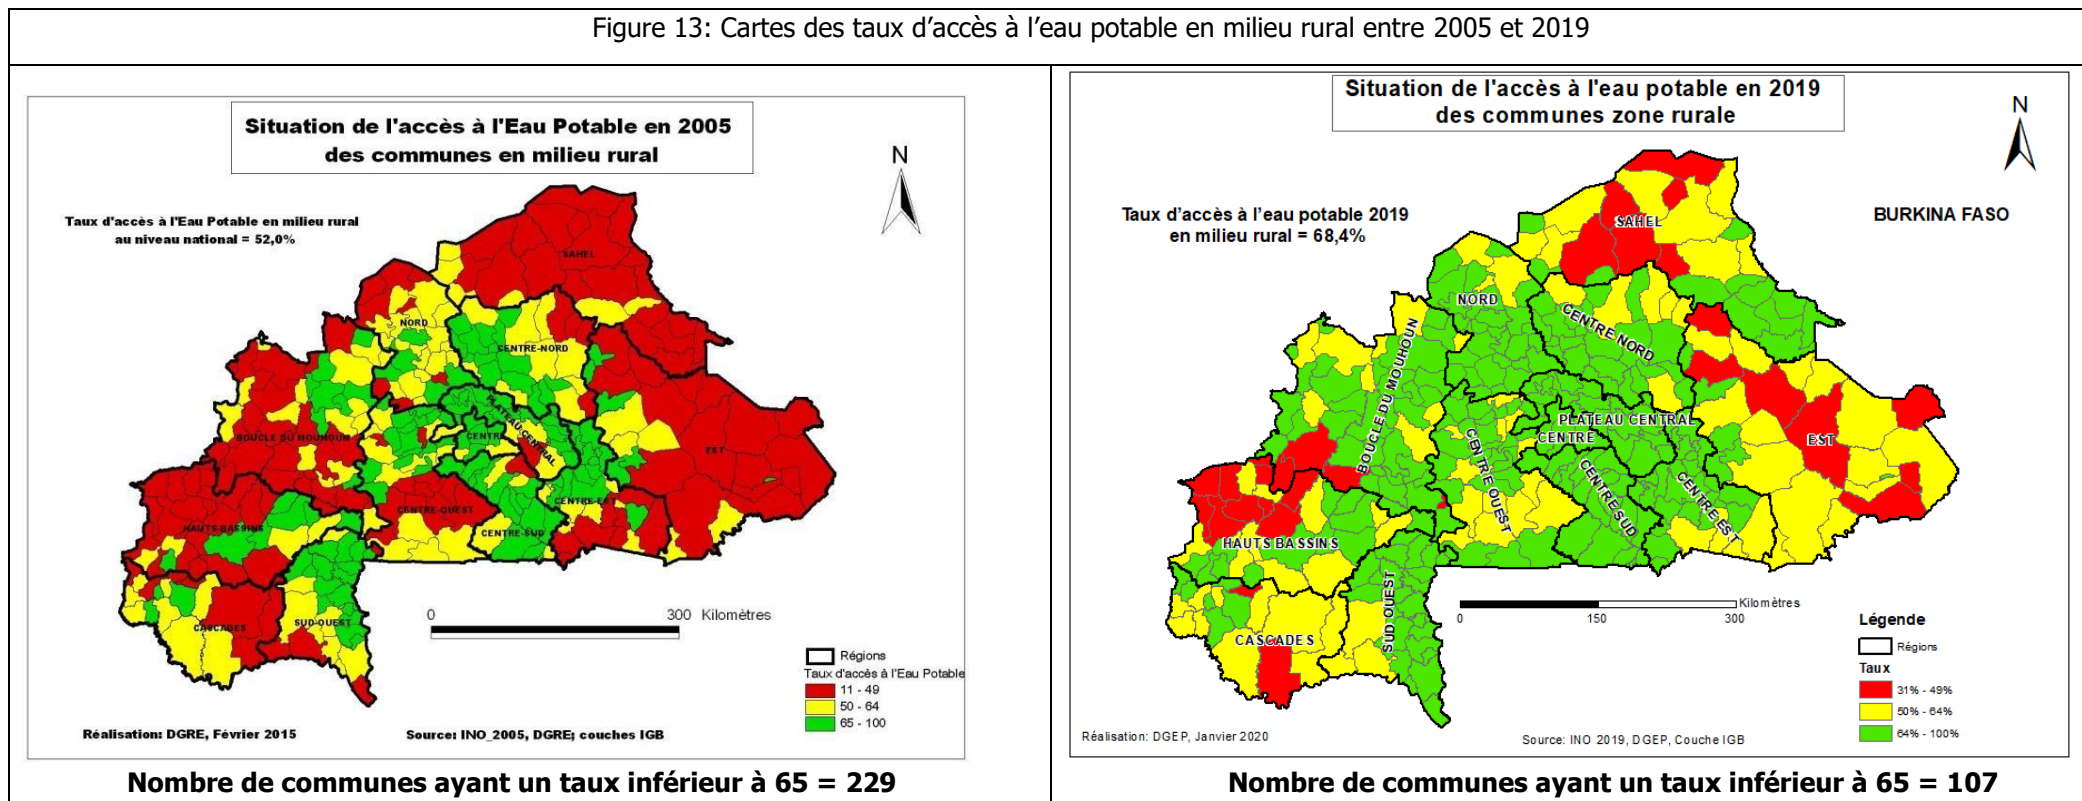 Figure 13: Cartes des taux d’accès à l’eau potable en milieu rural entre 2005 et 2019
Situation de l'accès à l'Eau Potable en 2005
des communes en milieu rural
N
Taux d'accès à l'Eau Potable en milieu rural
au niveau national = 52,0%
SAHEL
NORD
CENTRE-NORD
PLATEAU-CENTRAL
BOUCLE DU MOUHOUN
CENTRE
EST
CENTRE-EST
CENTRE-OUEST
HAUTS-BASSINS
CENTRE-SUD
SUD-OUEST
CASCADES
0
300 Kilomètres
Régions
Taux d'accès à l'Eau Potable
11 - 49
50 - 64
65 - 100
Réalisation: DGRE, Février 2015
Source: INO_2005, DGRE; couches IGB
Nombre de communes ayant un taux inférieur à 65 = 229
Situation de l'accès à l'eau potable en 2019
des communes zone rurale
N
Taux d’accès à l’eau potable 2019
en milieu rural = 68,4%
BURKINA FASO
SAHEL
NORD
CENTRE NORD
BOUCLE DU MOUHOUN
PLATEAU CENTRAL
CENTRE
EST
CENTRE OUEST
CENTRE SUD
CENTRE EST
HAUTS BASSINS
SUD OUEST
CASCADES
Kilomètres
0
150
300
Légende
Régions
Taux
31% - 49%
50% - 64%
64% - 100%
Réalisation: DGEP, Janvier 2020
Source: INO 2019, DGEP, Couche IGB
Nombre de communes ayant un taux inférieur à 65 = 107